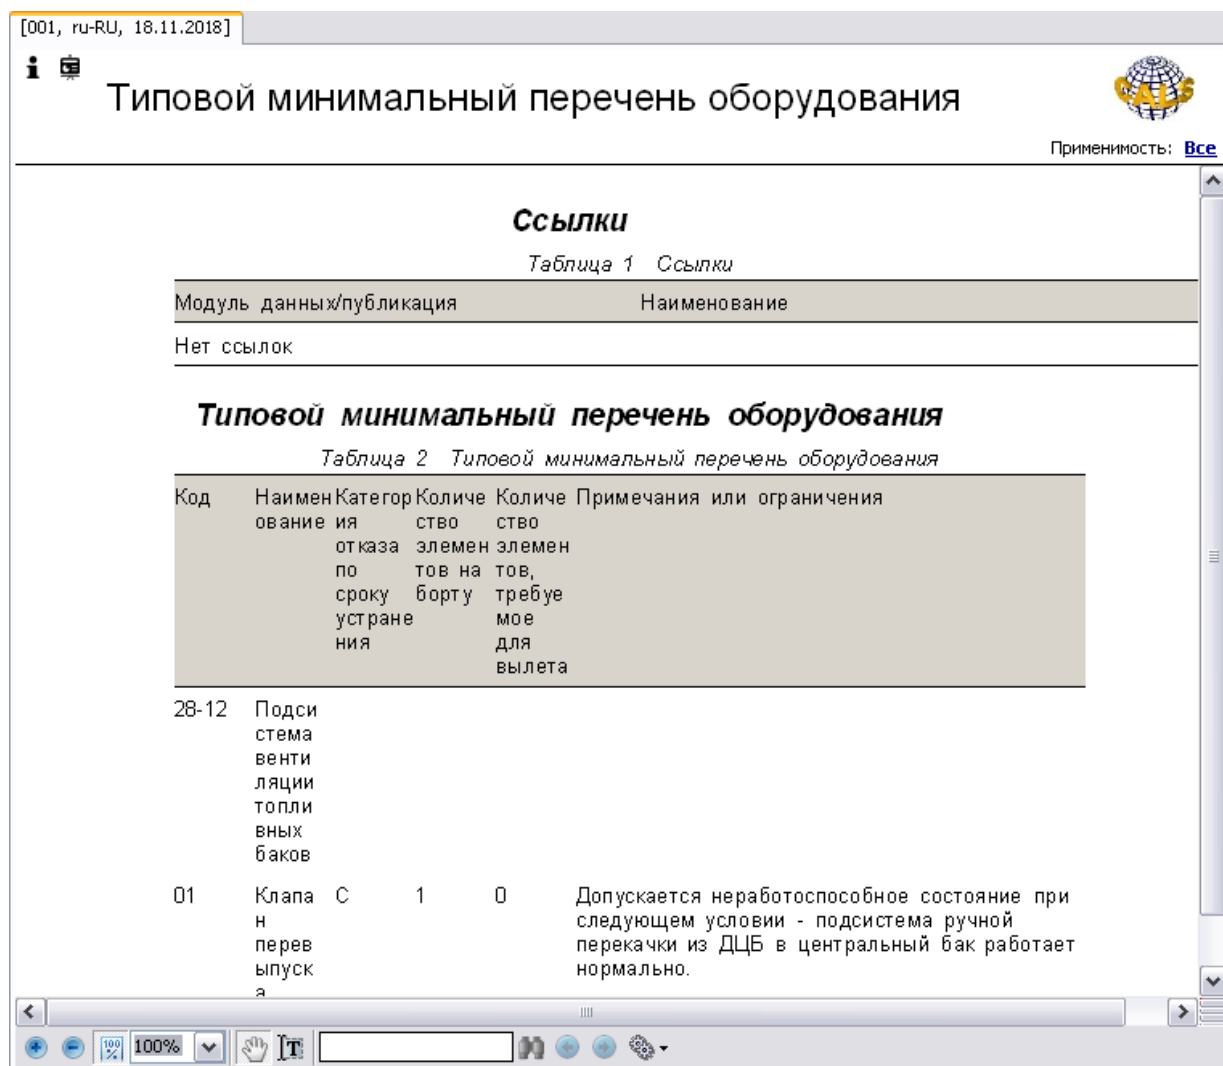 [001, ru-RU, 18.11.2018]
Типовой минимальный перечень оборудования
CALS
Применимость: Все
Ссылки
Таблица 1 Ссылки
Модуль данных/публикация Наименование
Нет ссылок
Типовой минимальный перечень оборудования
Таблица 2 Типовой минимальный перечень оборудования
Код Наимен Категор Количе Количе Примечания или ограничения
ование ия ство ство
отказа элемен элемен
по тов на тов,
сроку борту требуе
устране мое
ния для
вылета
28-12 Подси
стема
венти
ляции
топли
вных
баков
01 Клапа С 1 0 Допускается неработоспособное состояние при
н следующем условии - подсистема ручной
перев перекачки из ДЦБ в центральный бак работает
ыпуск нормально.
а
100%